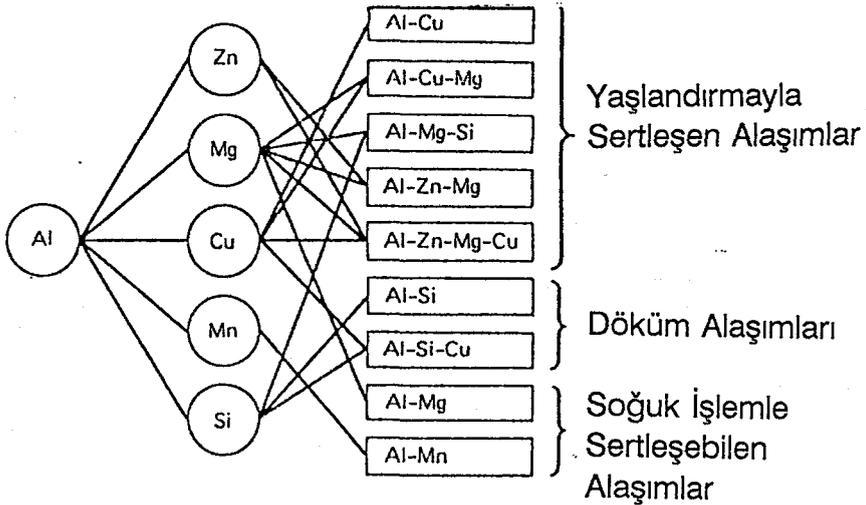 Al
Zn
Mg
Cu
Mn
Si
Al-Cu
Al-Cu-Mg
Al-Mg-Si
Al-Zn-Mg
Al-Zn-Mg-Cu
Al-Si
Al-Si-Cu
Al-Mg
Al-Mn
Yaşlandırmayla
Sertleşen Alaşımlar
Döküm Alaşımları
Soğuk İşlemle
Sertleşebilen
Alaşımlar